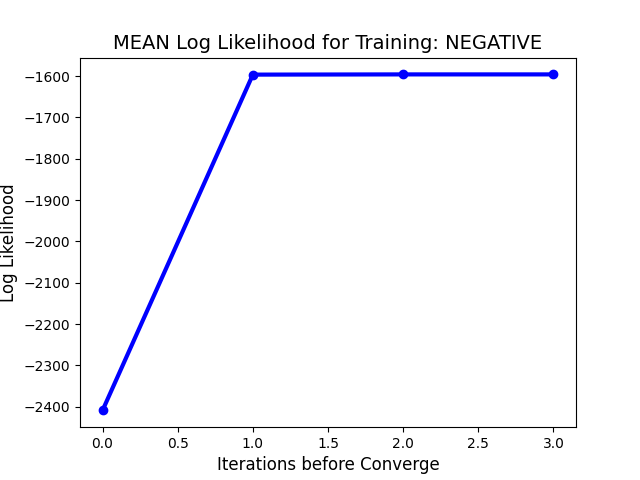 MEAN Log Likelihood for Training: NEGATIVE
Log Likelihood
−1600
−1700
−1800
−1900
−2000
−2100
−2200
−2300
−2400
0.0 0.5 1.0 1.5 2.0 2.5 3.0
Iterations before Converge